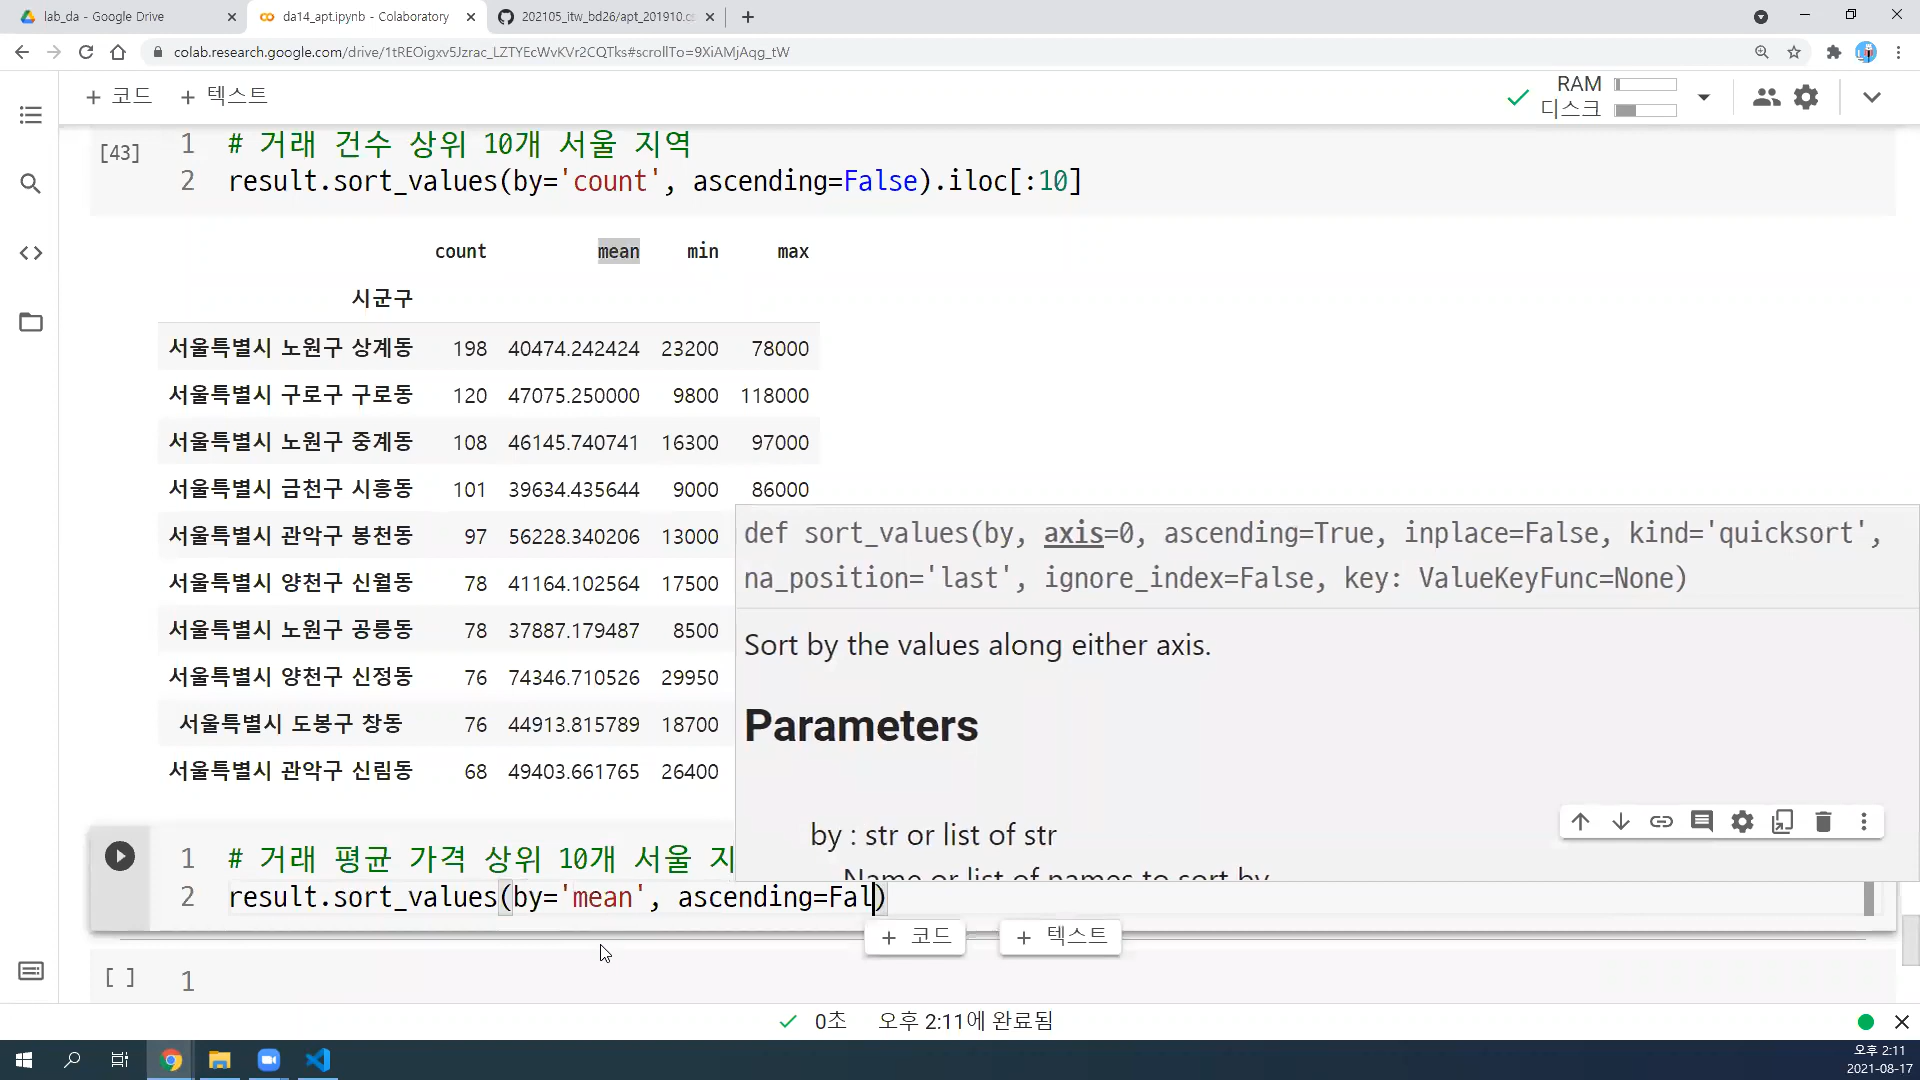 lab_da - Google Drive
da14_apt.ipynb - Colaboratory
202105_itw_bd26/apt_201910.cs
colab.research.google.com/drive/1tREOigxv5Jzrac_LZTYEcWvKVr2CQTks#scrollTo=9XiAMjAqg_tW
+ 코드 + 텍스트
RAM
디스크
[43]
1 # 거래 건수 상위 10개 서울 지역
2 result.sort_values(by='count', ascending=False).iloc[:10]
count mean min max
시군구
서울특별시 노원구 상계동 198 40474.242424 23200 78000
서울특별시 구로구 구로동 120 47075.250000 9800 118000
서울특별시 노원구 중계동 108 46145.740741 16300 97000
서울특별시 금천구 시흥동 101 39634.435644 9000 86000
서울특별시 관악구 봉천동 97 56228.340206 13000
서울특별시 양천구 신월동 78 41164.102564 17500
서울특별시 노원구 공릉동 78 37887.179487 8500
서울특별시 양천구 신정동 76 74346.710526 29950
서울특별시 도봉구 창동 76 44913.815789 18700
서울특별시 관악구 신림동 68 49403.661765 26400
def sort_values(by, axis=0, ascending=True, inplace=False, kind='quicksort',
na_position='last', ignore_index=False, key: ValueKeyFunc=None)
Sort by the values along either axis.
Parameters
by : str or list of str
Name or list of names to sort by
1 # 거래 평균 가격 상위 10개 서울 지
2 result.sort_values(by='mean', ascending=Fal)
+ 코드 + 텍스트
[ ] 1
0초 오후 2:11에 완료됨
오후 2:11
2021-08-17